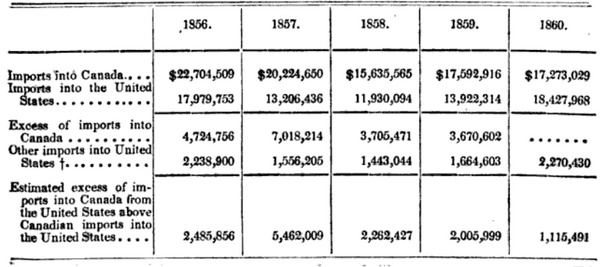 1856. 1857. 1858. 1859. 1860.
Imports into Canada.... $22,704,509 $20,224,650 $15,635,565 $17,592,916 $17,273,029
Imports into the United
States............ 17,979,753 13,206,436 11,930,094 13,922,314 18,427,968
Excess of imports into
Canada .......... 4,724,756 7,018,214 3,705,471 3,670,602 .......
Other imports into United
States †.......... 2,238,900 1,556,205 1,443,044 1,664,603 2,270,430
Estimated excess of im-
ports into Canada from
the United States above
Canadian imports into
the United States.... 2,485,856 5,462,009 2,262,427 2,005,999 1,115,491